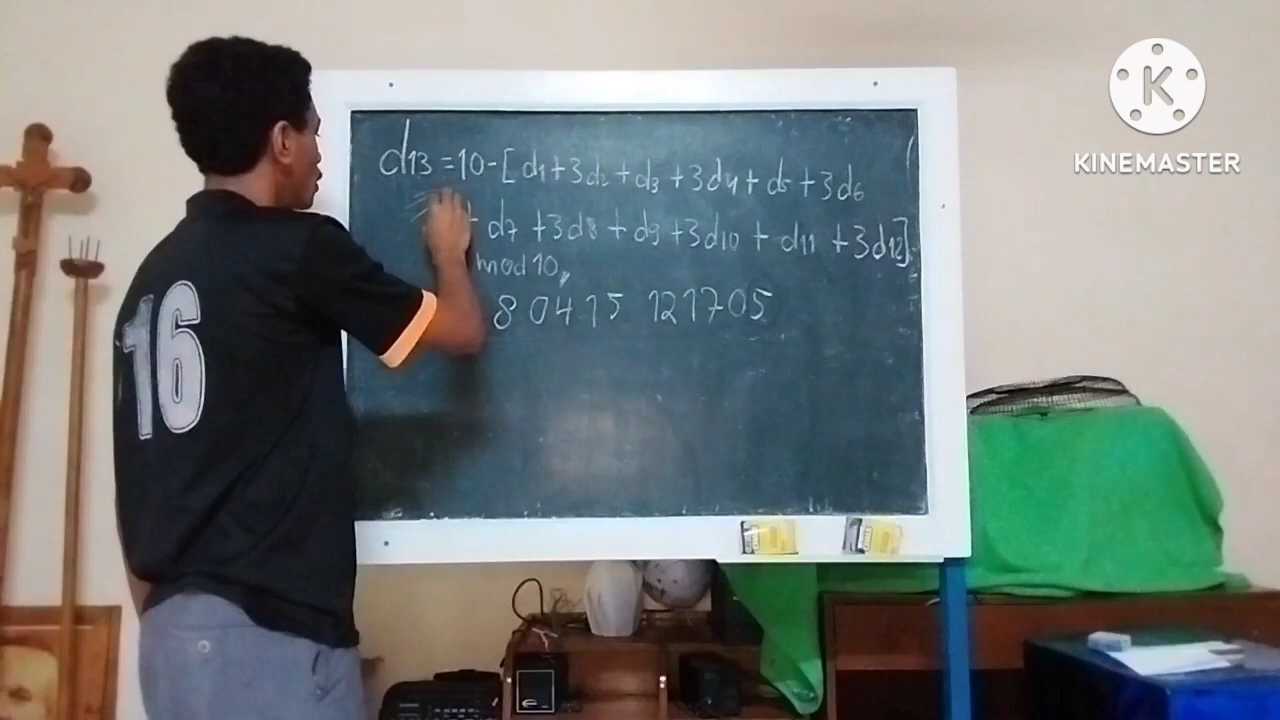 d13 = 10 - [ d1 + 3d2 + d3 + 3d4 + d5 + 3d6
+ d7 + 3d8 + d9 + 3d10 + d11 + 3d12]
mod 10
8 0 4 1 5 1 2 1 7 0 5
16
K
KINEMASTER